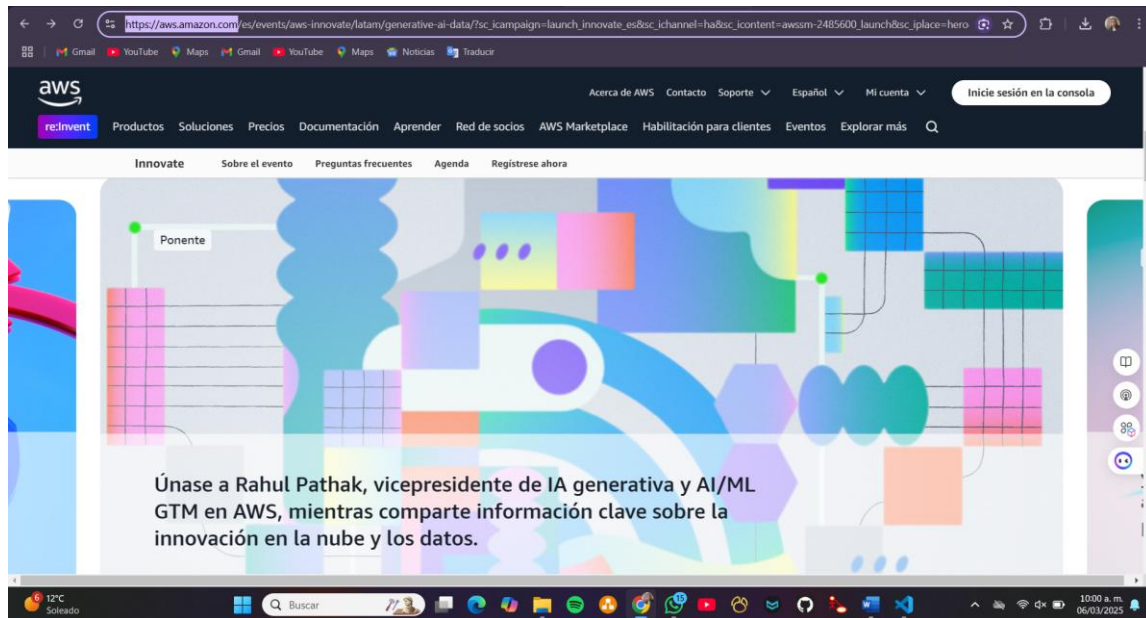 https://aws.amazon.com/es/events/aws-innovate/latam/generative-ai-data/?sc_icampaign=launch_innovate_es&sc_ichannel=ha&sc_icontent=awssm-2485600_launch&sc_iplace=hero-
Gmail YouTube Maps Gmail YouTube Maps Noticias Traducir
aws
Acerca de AWS Contacto Soporte Español Mi cuenta Inicie sesión en la consola
re:Invent Productos Soluciones Precios Documentación Aprender Red de socios AWS Marketplace Habilitación para clientes Eventos Explorar más
Innovate Sobre el evento Preguntas frecuentes Agenda Regístrese ahora
Ponente
Únase a Rahul Pathak, vicepresidente de IA generativa y AI/ML
GTM en AWS, mientras comparte información clave sobre la
innovación en la nube y los datos.
6 12°C
Soleado
Buscar
15
10:00 a. m.
06/03/2025